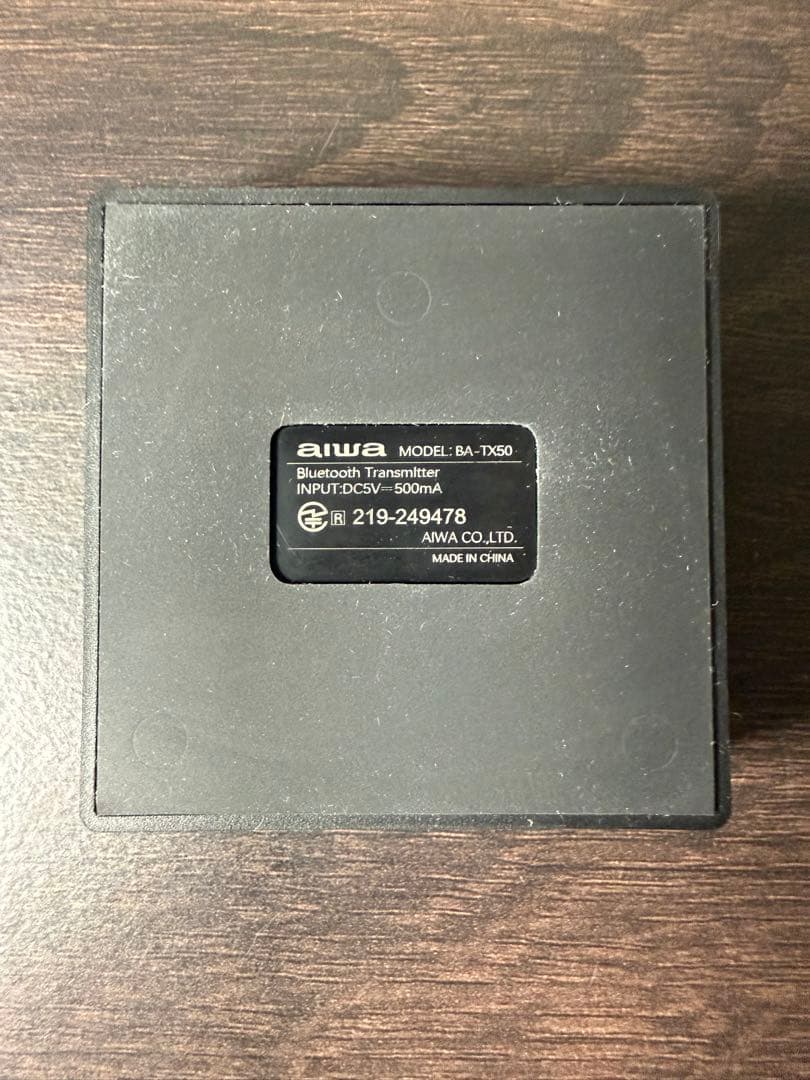 aiwa MODEL: BA-TX50
Bluetooth Transmitter
INPUT:DC5V⎓500mA
R 219-249478
AIWA CO.,LTD.
MADE IN CHINA